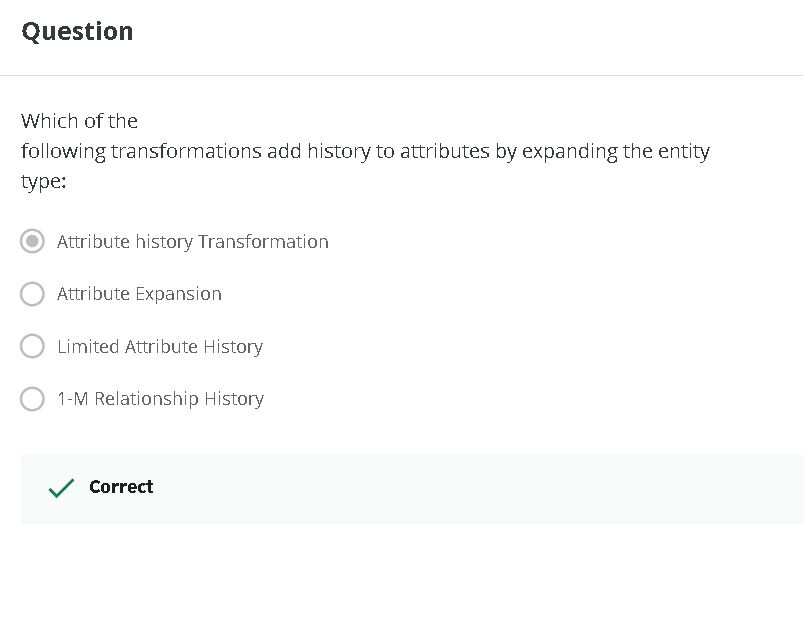 Question
Which of the
following transformations add history to attributes by expanding the entity
type:
Attribute history Transformation
Attribute Expansion
Limited Attribute History
1-M Relationship History
Correct